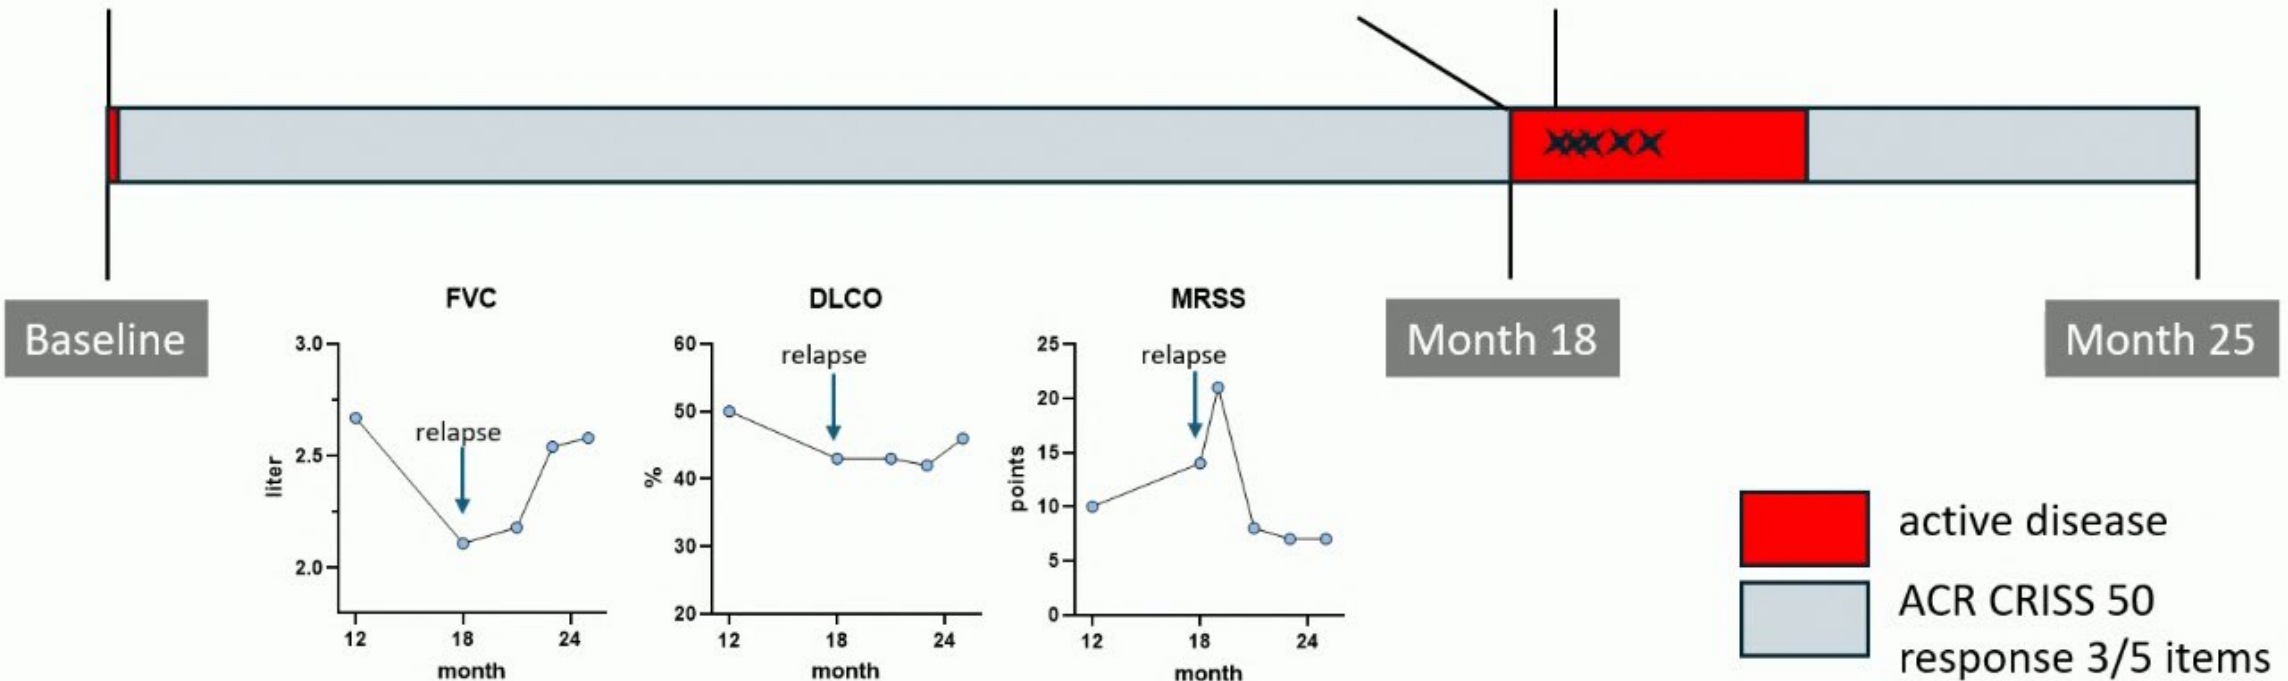 Baseline
Month 18
Month 25
FVC
3.0
2.5
2.0
liter
relapse
12 18 24
month
DLCO
60
50
40
30
20
%
relapse
12 18 24
month
MRSS
25
20
15
10
5
0
points
relapse
12 18 24
month
active disease
ACR CRISS 50
response 3/5 items